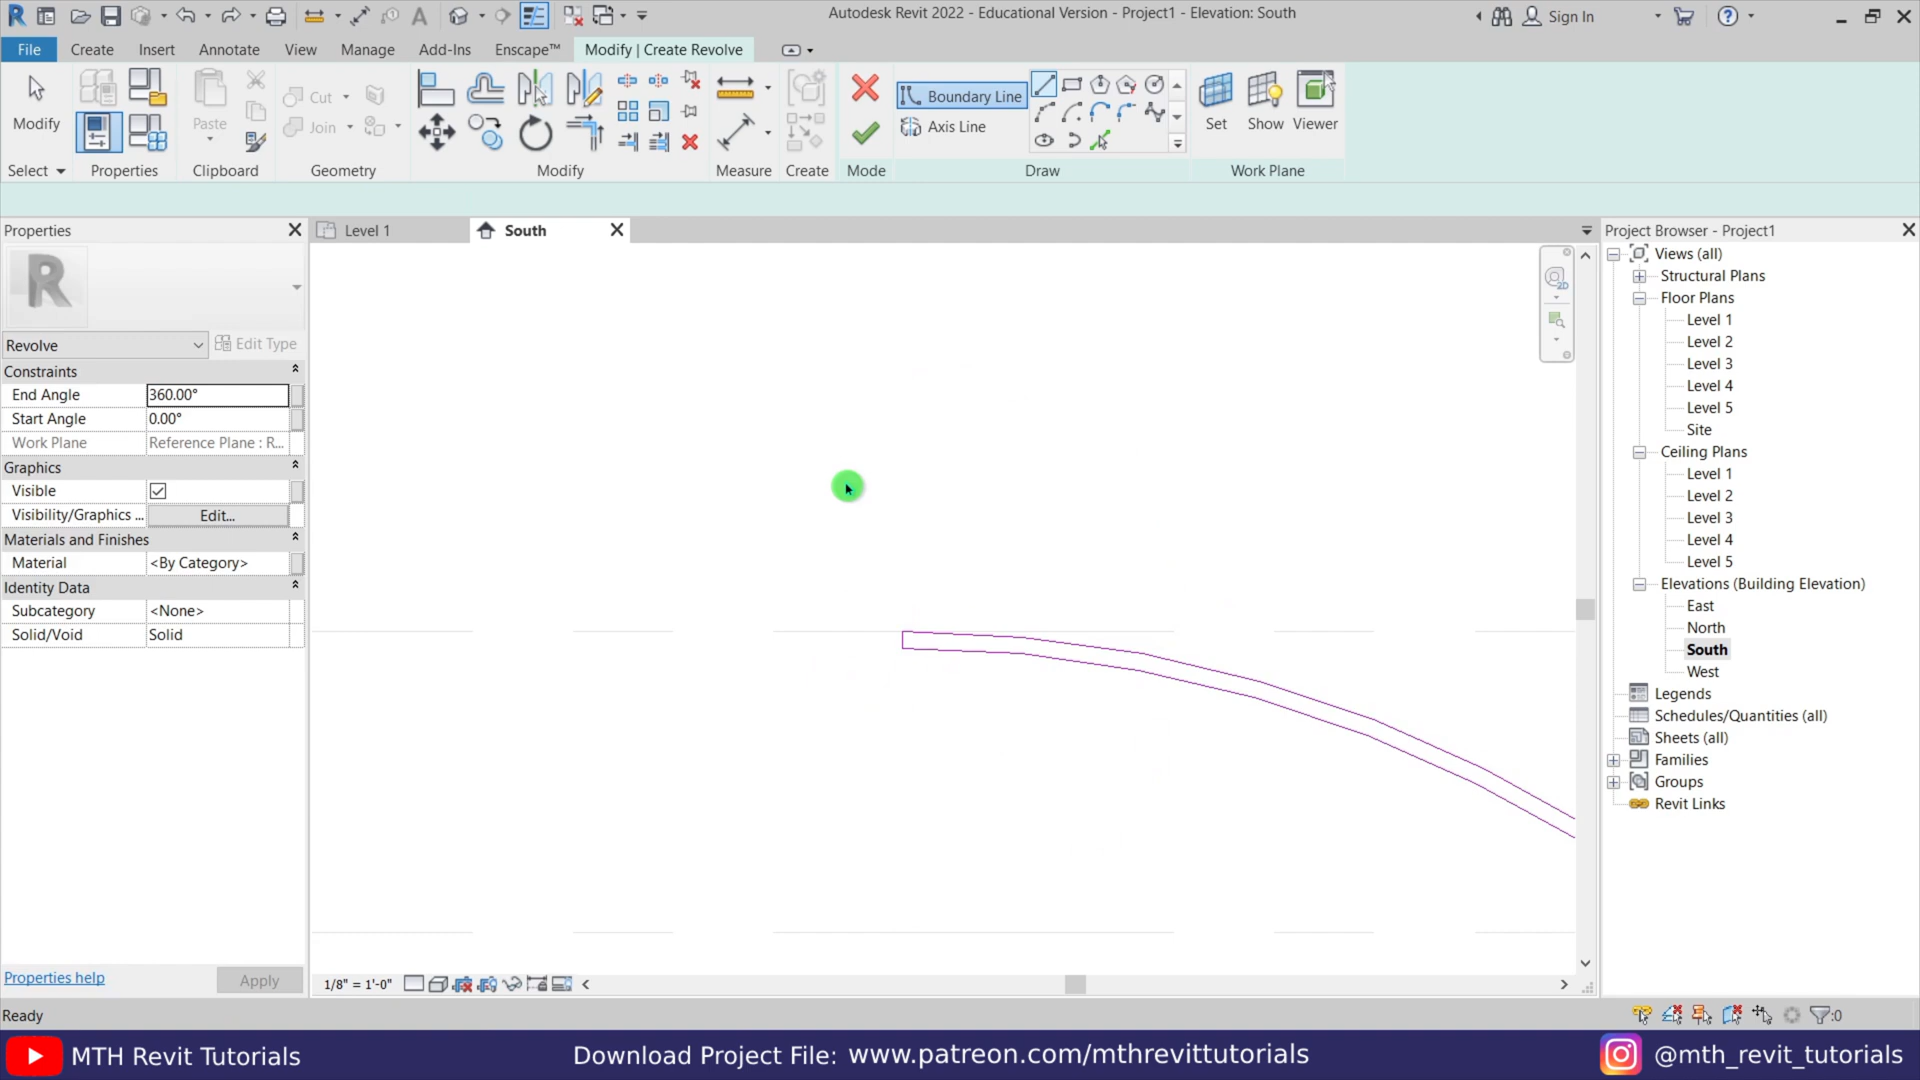 Autodesk Revit 2022 - Educational Version - Project1 - Elevation: South
Sign In
File Create Insert Annotate View Manage Add-Ins Enscape™ Modify | Create Revolve
Modify
Paste
Cut
Join
Boundary Line
Axis Line
Set Show Viewer
Select Properties Clipboard Geometry Modify Measure Create Mode Draw Work Plane
Properties
Level 1
South
Project Browser - Project1
Revolve
Edit Type
Constraints
End Angle 360.00°
Start Angle 0.00°
Work Plane Reference Plane : R...
Graphics
Visible
Visibility/Graphics ... Edit...
Materials and Finishes
Material <By Category>
Identity Data
Subcategory <None>
Solid/Void Solid
Properties help
Apply
2D
Views (all)
Structural Plans
Floor Plans
Level 1
Level 2
Level 3
Level 4
Level 5
Site
Ceiling Plans
Level 1
Level 2
Level 3
Level 4
Level 5
Elevations (Building Elevation)
East
North
South
West
Legends
Schedules/Quantities (all)
Sheets (all)
Families
Groups
Revit Links
1/8" = 1'-0"
Ready
:0
MTH Revit Tutorials
Download Project File: www.patreon.com/mthrevittutorials
@mth_revit_tutorials